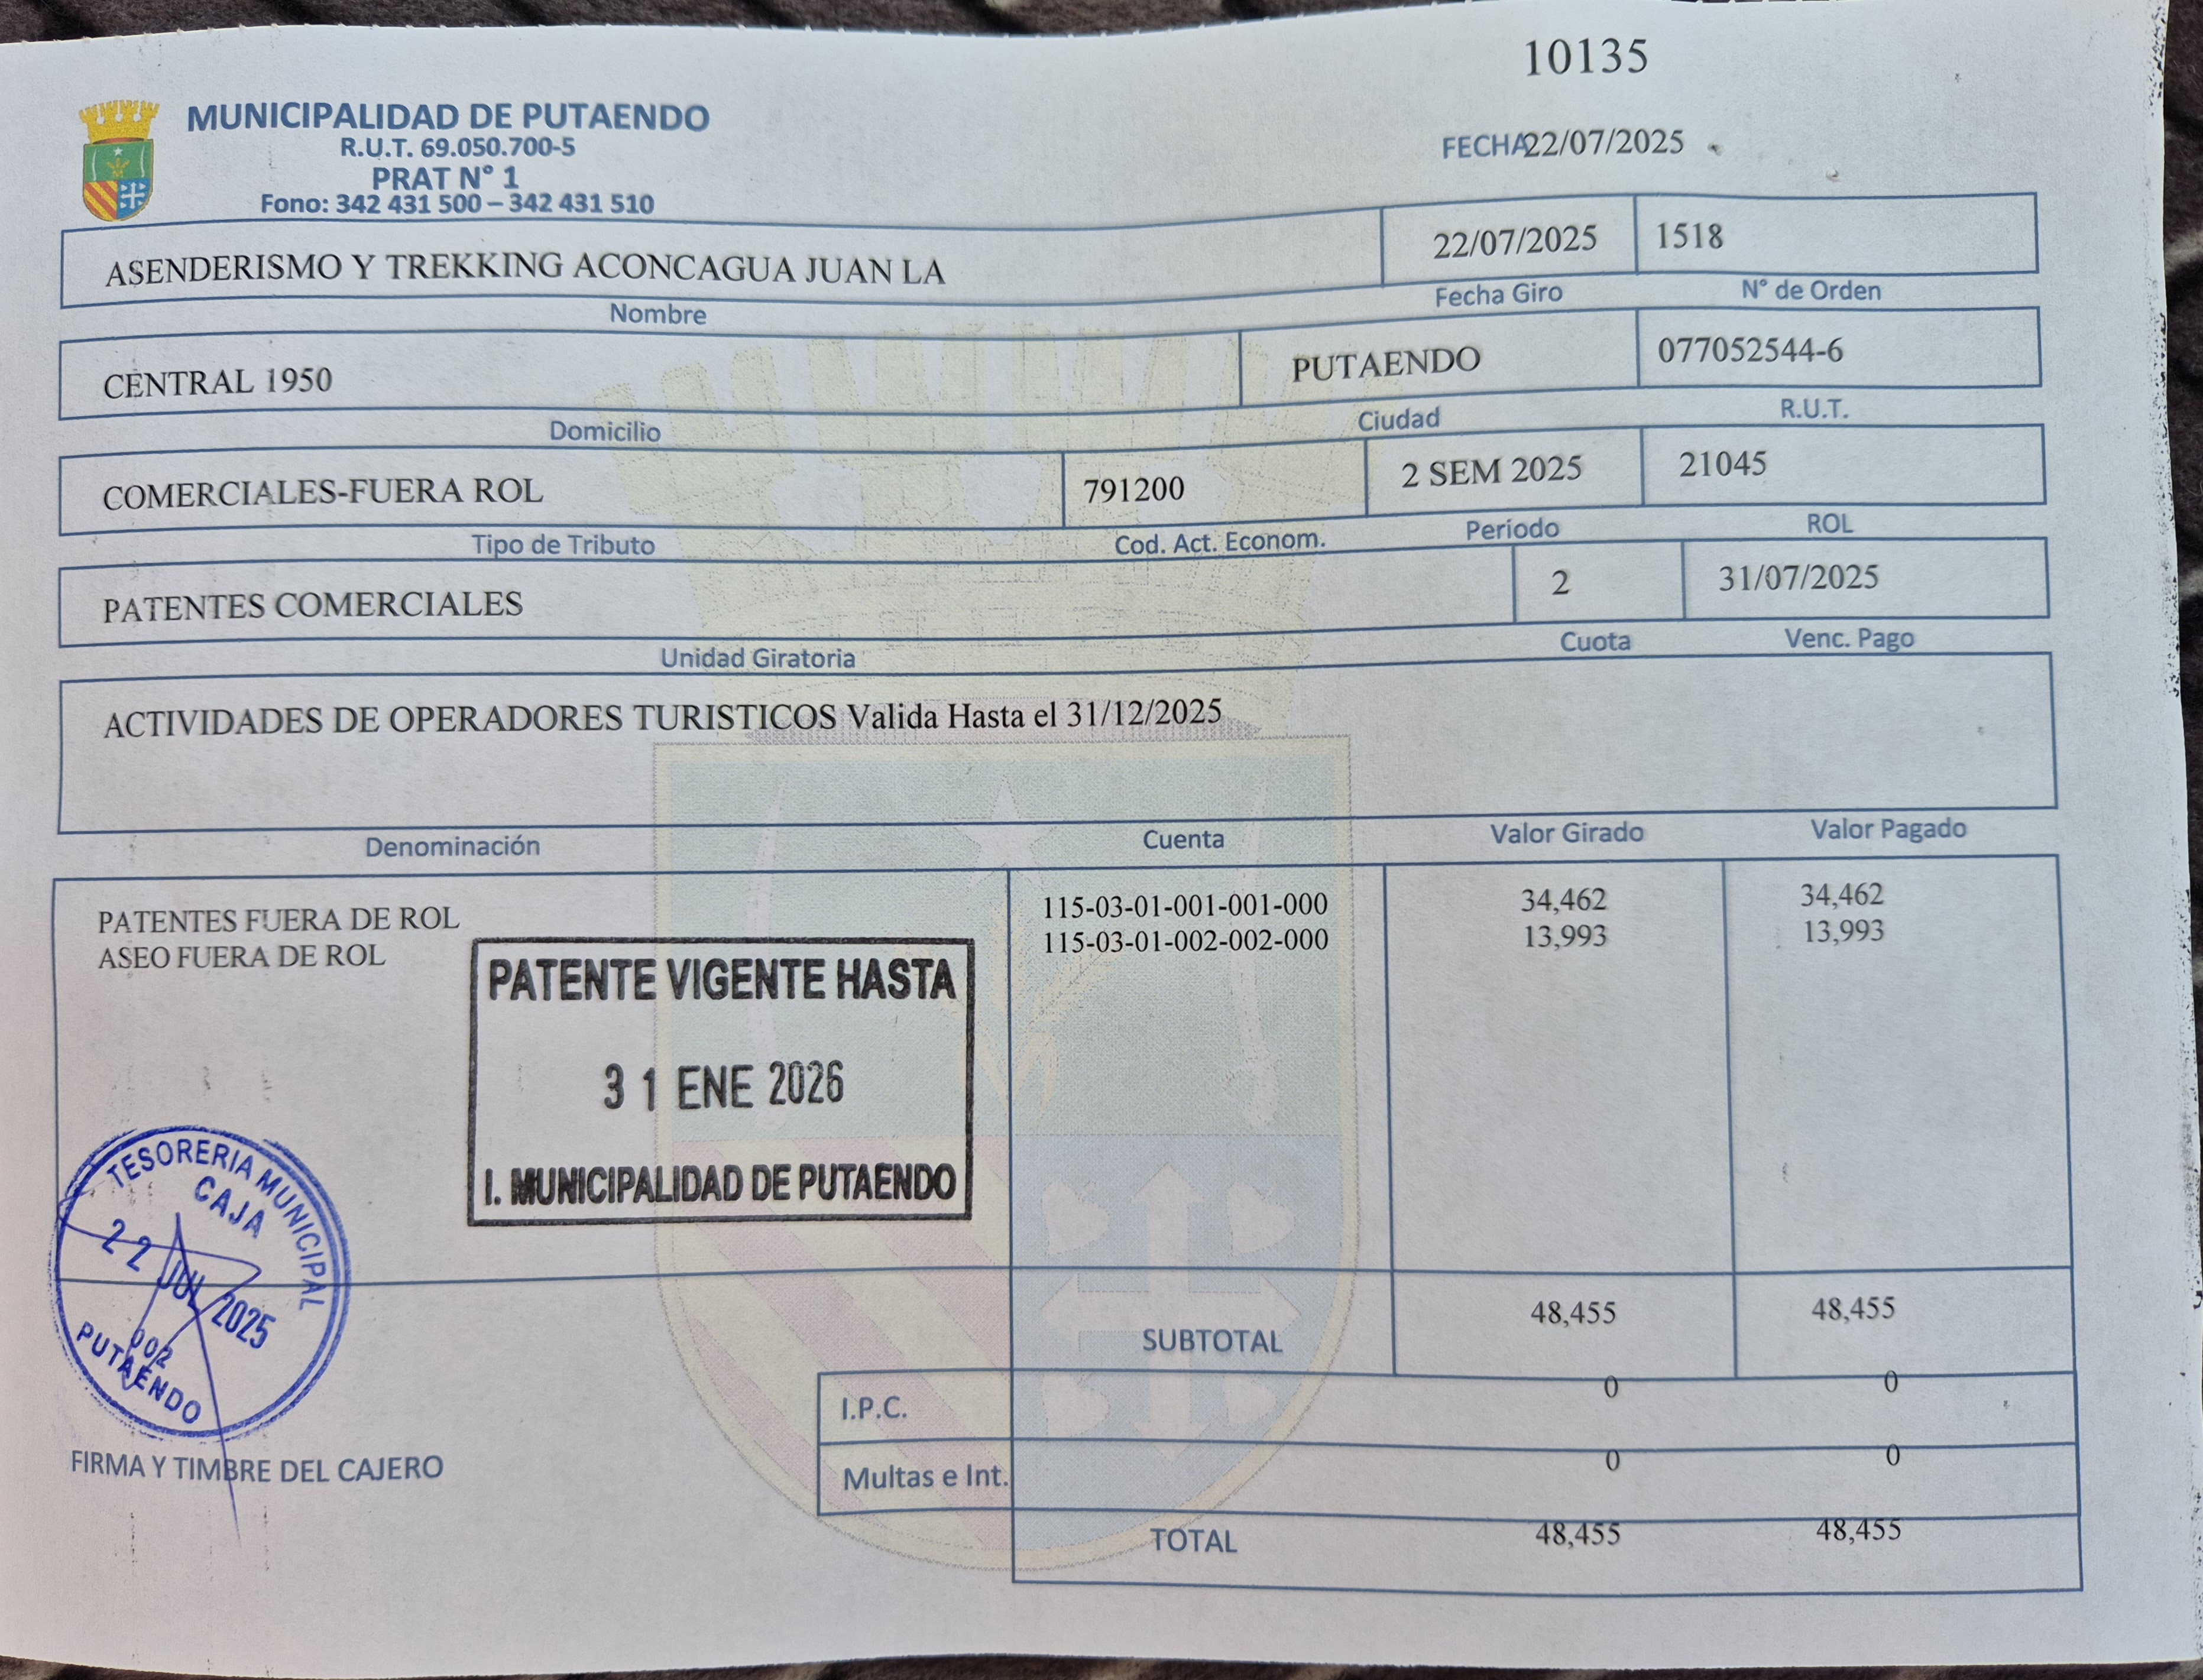 10135
MUNICIPALIDAD DE PUTAENDO
R.U.T. 69.050.700-5
PRAT N° 1
Fono: 342 431 500 – 342 431 510
FECHA 22/07/2025
ASENDERISMO Y TREKKING ACONCAGUA JUAN LA
22/07/2025
1518
Nombre
Fecha Giro
N° de Orden
CENTRAL 1950
PUTAENDO
077052544-6
Domicilio
Ciudad
R.U.T.
COMERCIALES-FUERA ROL
791200
2 SEM 2025
21045
Tipo de Tributo
Cod. Act. Econom.
Período
ROL
PATENTES COMERCIALES
2
31/07/2025
Unidad Giratoria
Cuota
Venc. Pago
ACTIVIDADES DE OPERADORES TURISTICOS Valida Hasta el 31/12/2025
Denominación
Cuenta
Valor Girado
Valor Pagado
PATENTES FUERA DE ROL
115-03-01-001-001-000
34,462
34,462
ASEO FUERA DE ROL
115-03-01-002-002-000
13,993
13,993
PATENTE VIGENTE HASTA
31 ENE 2026
I. MUNICIPALIDAD DE PUTAENDO
TESORERIA MUNICIPAL
CAJA
22 JUL 2025
002
PUTAENDO
SUBTOTAL
48,455
48,455
I.P.C.
0
0
Multas e Int.
0
0
TOTAL
48,455
48,455
FIRMA Y TIMBRE DEL CAJERO